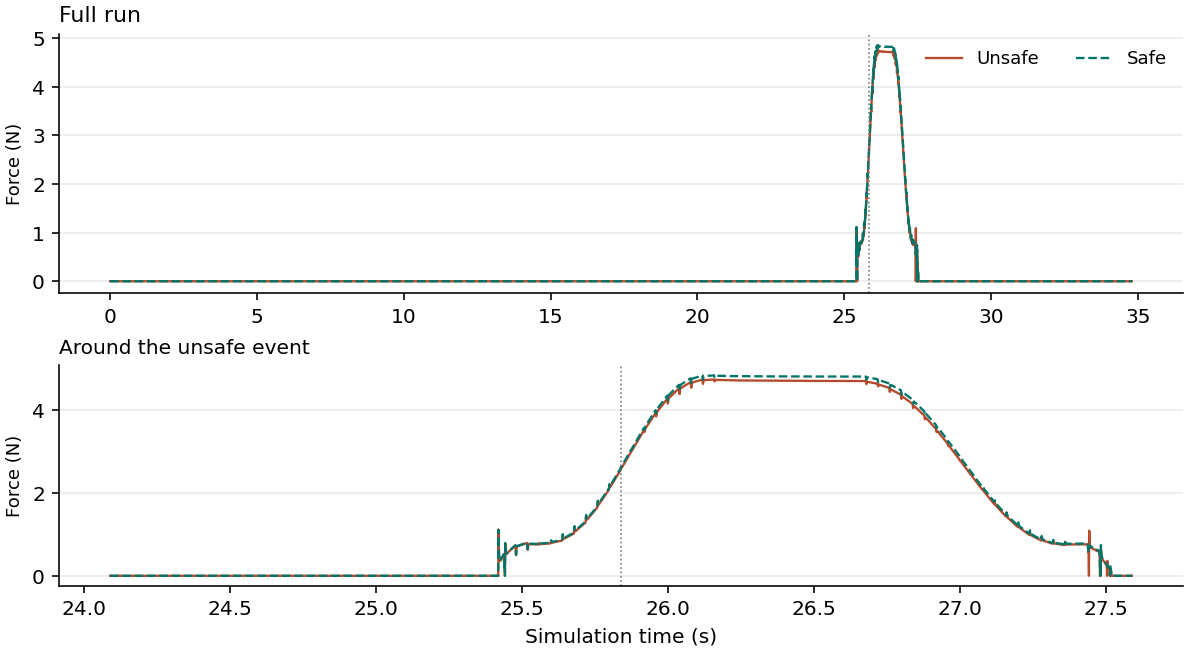 Full run
Force (N)
5
4
3
2
1
0
Unsafe
Safe
0 5 10 15 20 25 30 35
Around the unsafe event
Force (N)
4
2
0
24.0 24.5 25.0 25.5 26.0 26.5 27.0 27.5
Simulation time (s)